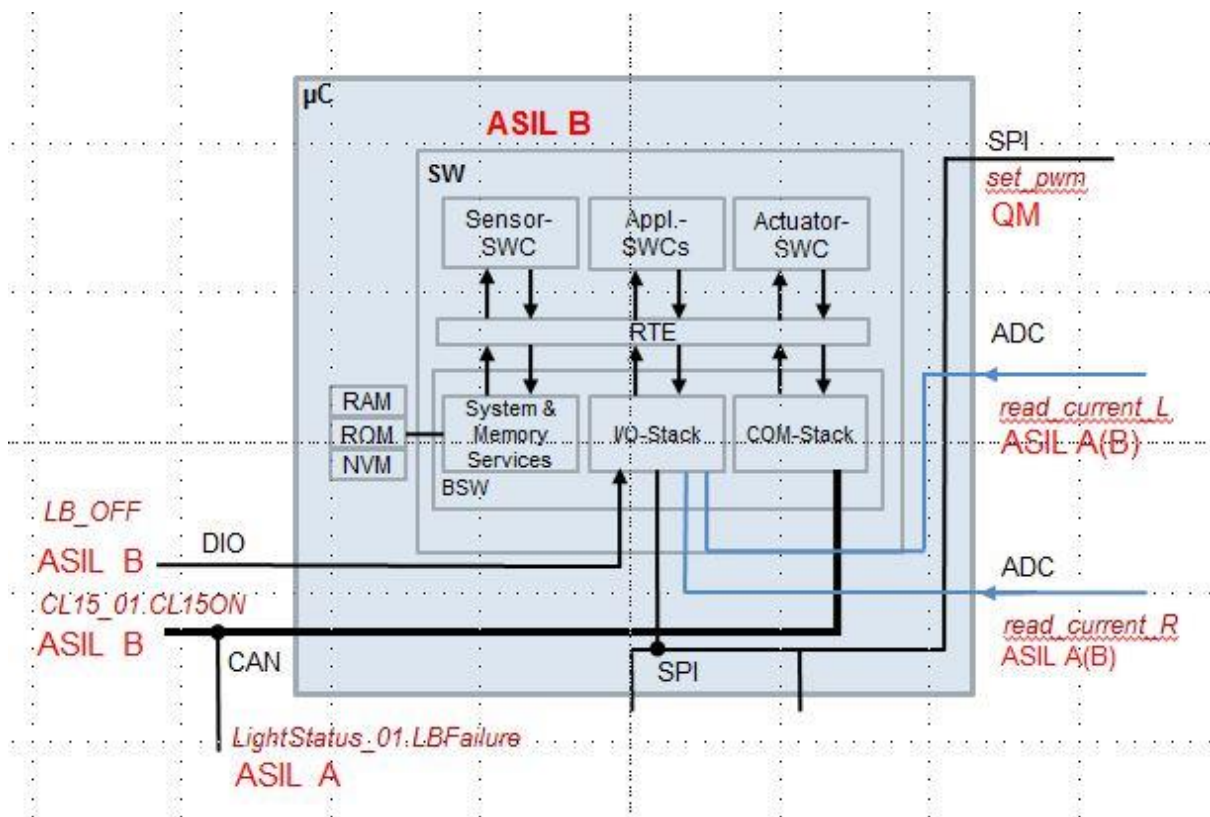 µC
ASIL B
SPI
set_pwm
QM
SW
Sensor-
SWC
Appl.-
SWCs
Actuator-
SWC
RTE
ADC
read_current_L
ASIL A(B)
RAM
ROM
NVM
System &
Memory
Services
I/O-Stack
COM-Stack
BSW
LB_OFF
ASIL B
DIO
CL15_01.CL15ON
ASIL B
CAN
ADC
read_current_R
ASIL A(B)
SPI
LightStatus_01.LBFailure
ASIL A